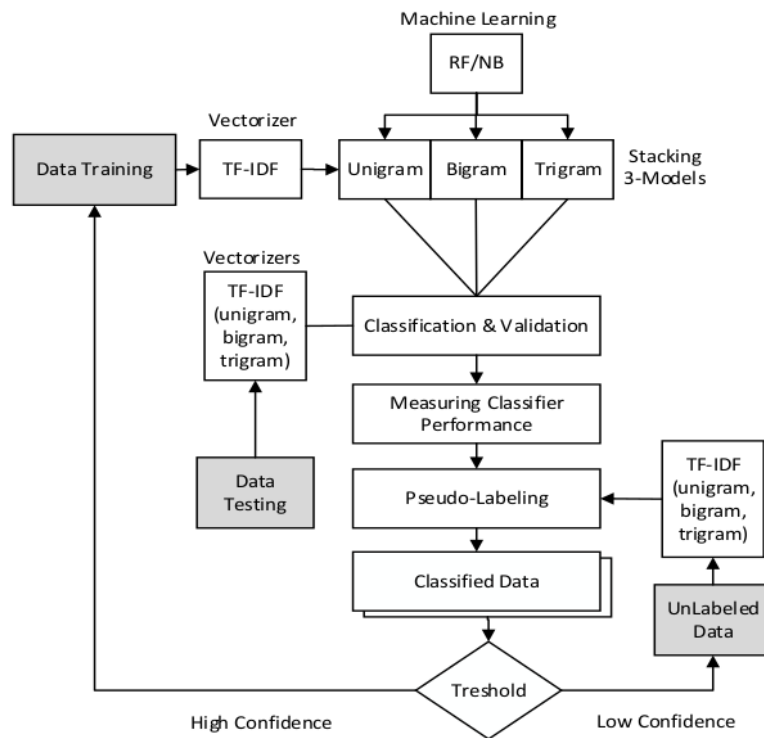 Machine Learning
RF/NB
Vectorizer
Data Training
TF-IDF
Unigram
Bigram
Trigram
Stacking
3-Models
Vectorizers
TF-IDF
(unigram,
bigram,
trigram)
Classification & Validation
Measuring Classifier
Performance
Data
Testing
Pseudo-Labeling
TF-IDF
(unigram,
bigram,
trigram)
Classified Data
UnLabeled
Data
Treshold
High Confidence
Low Confidence